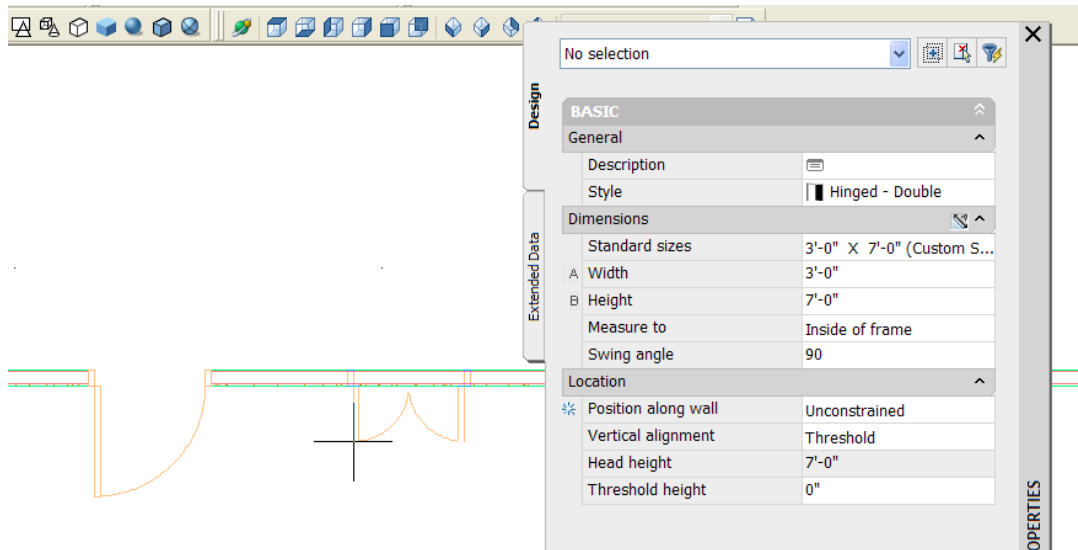 No selection
Design
BASIC
General
Description
Style Hinged - Double
Dimensions
Standard sizes 3'-0" X 7'-0" (Custom S...
A Width 3'-0"
B Height 7'-0"
Measure to Inside of frame
Swing angle 90
Extended Data
Location
Position along wall Unconstrained
Vertical alignment Threshold
Head height 7'-0"
Threshold height 0"
OPERTIES